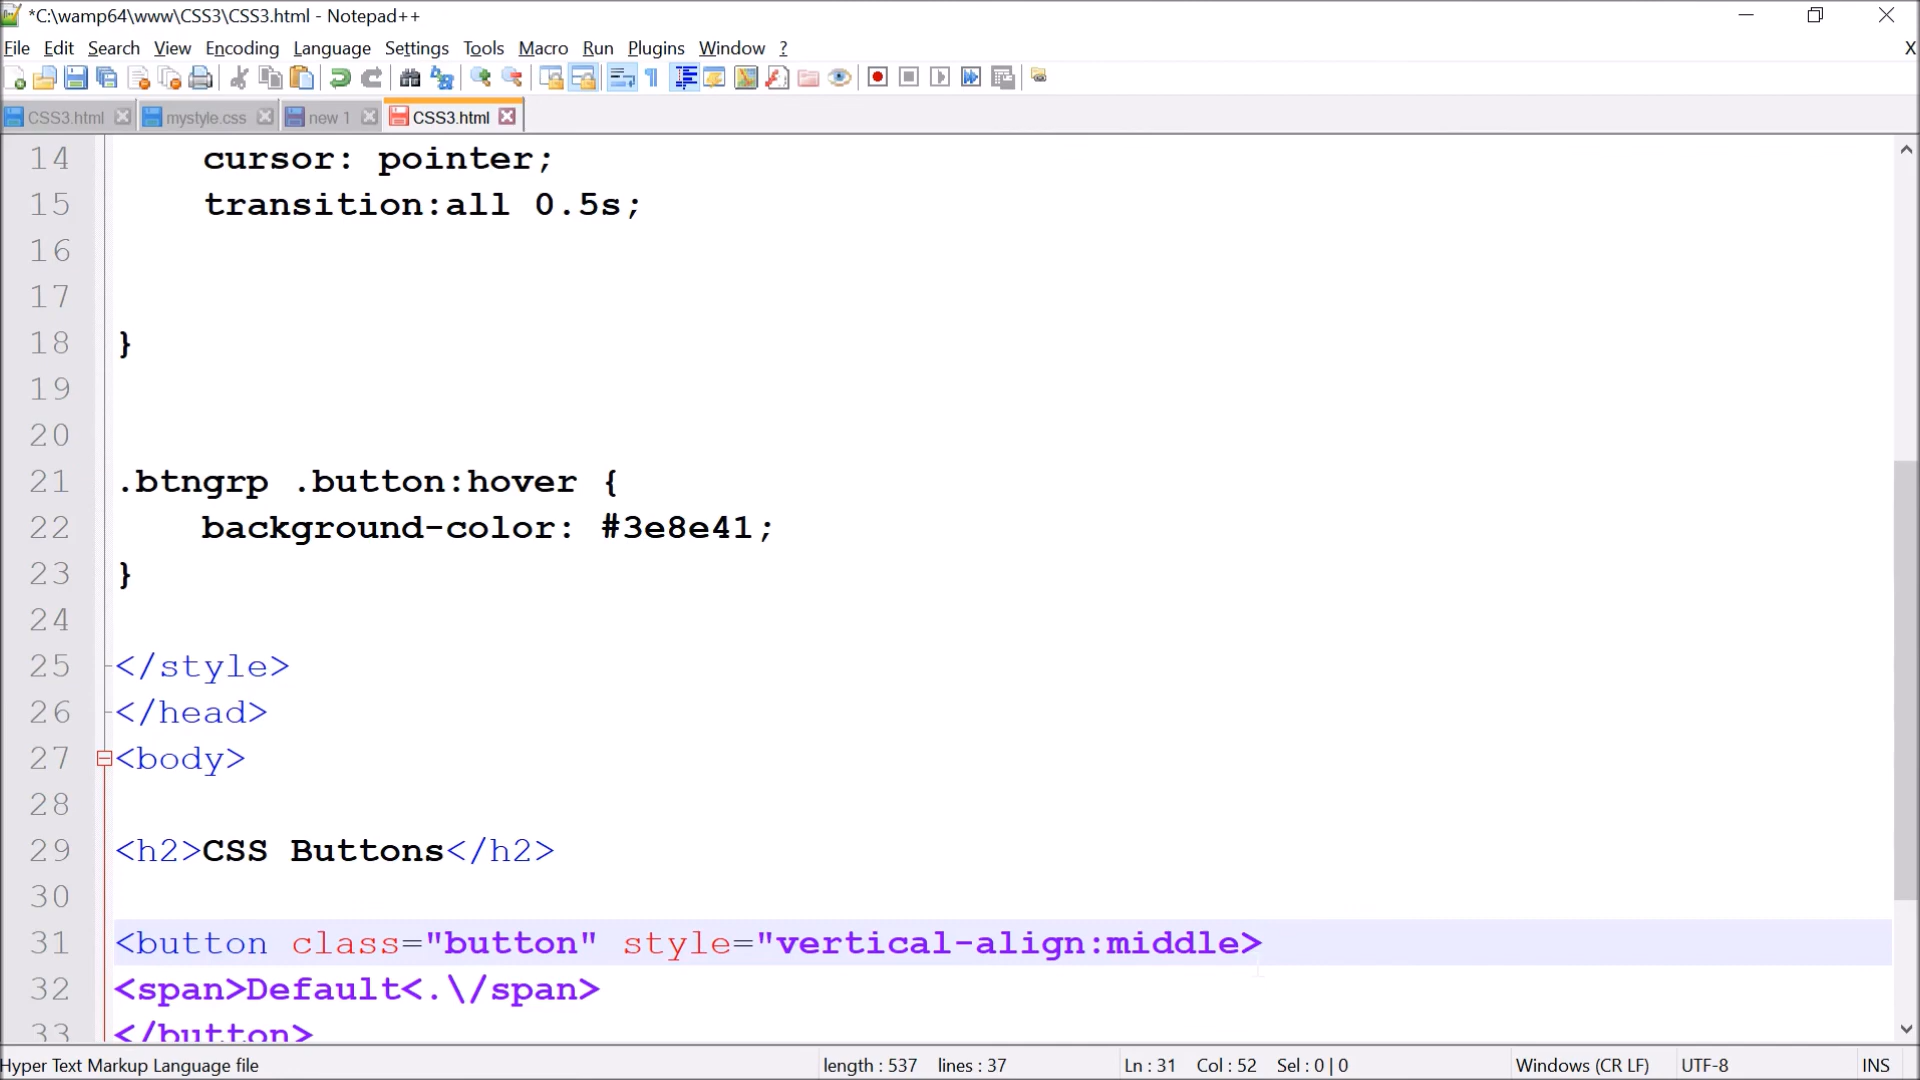 *C:\wamp64\www\CSS3\CSS3.html - Notepad++
File Edit Search View Encoding Language Settings Tools Macro Run Plugins Window ? X
CSS3.html mystyle.css new 1 CSS3.html
14 cursor: pointer;
15 transition:all 0.5s;
16
17
18 }
19
20
21 .btngrp .button:hover {
22 background-color: #3e8e41;
23 }
24
25 </style>
26 </head>
27 <body>
28
29 <h2>CSS Buttons</h2>
30
31 <button class="button" style="vertical-align:middle>
32 <span>Default<.\//span>
33 </button>
Hyper Text Markup Language file length : 537 lines : 37 Ln : 31 Col : 52 Sel : 0 | 0 Windows (CR LF) UTF-8 INS